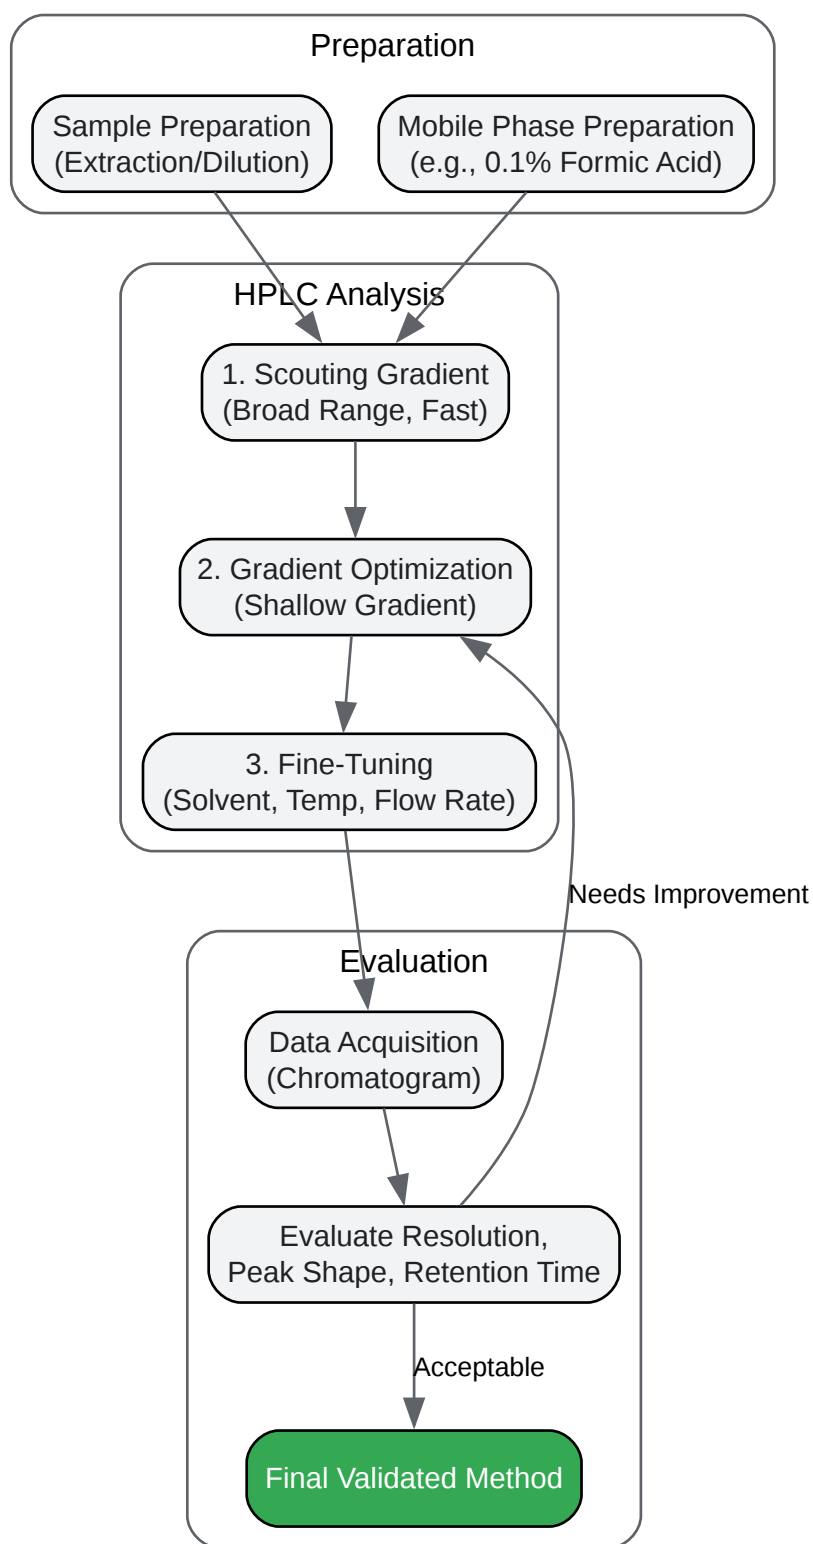 Preparation
Sample Preparation
(Extraction/Dilution)
Mobile Phase Preparation
(e.g., 0.1% Formic Acid)
HPLC Analysis
1. Scouting Gradient
(Broad Range, Fast)
2. Gradient Optimization
(Shallow Gradient)
3. Fine-Tuning
(Solvent, Temp, Flow Rate)
Needs Improvement
Evaluation
Data Acquisition
(Chromatogram)
Evaluate Resolution,
Peak Shape, Retention Time
Acceptable
Final Validated Method